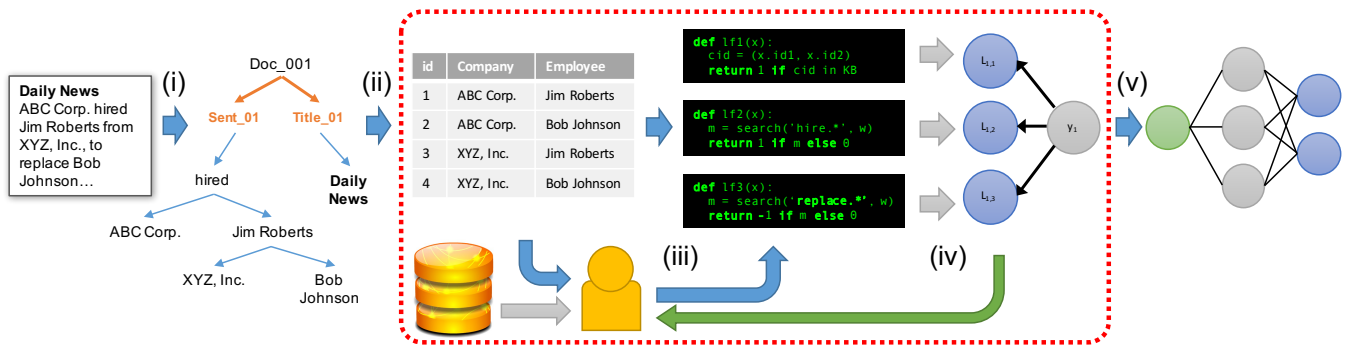 Daily News
ABC Corp. hired
Jim Roberts from
XYZ, Inc., to
replace Bob
Johnson…
(i)
Doc_001
Sent_01
Title_01
hired
Daily
News
ABC Corp.
Jim Roberts
XYZ, Inc.
Bob
Johnson
(ii)
id Company Employee
1 ABC Corp. Jim Roberts
2 ABC Corp. Bob Johnson
3 XYZ, Inc. Jim Roberts
4 XYZ, Inc. Bob Johnson
(iii)
def lf1(x):
cid = (x.id1, x.id2)
return 1 if cid in KB
def lf2(x):
m = search('hire.*', w)
return 1 if m else 0
def lf3(x):
m = search('replace.*', w)
return -1 if m else 0
(iv)
L1,1
L1,2
L1,3
y1
(v)